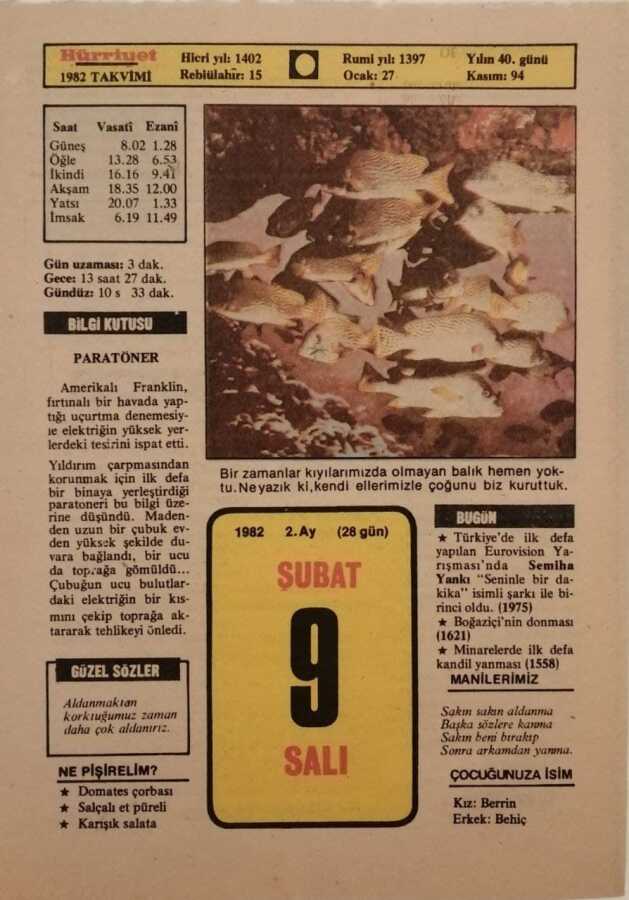 Hürriyet
1982 TAKVİMİ
Hicri yıl: 1402
Rebiülahır: 15
Rumi yıl: 1397
Ocak: 27
Yılın 40. günü
Kasım: 94
Saat Vasatî Ezanî
Güneş 8.02 1.28
Öğle 13.28 6.53
İkindi 16.16 9.41
Akşam 18.35 12.00
Yatsı 20.07 1.33
İmsak 6.19 11.49
Gün uzaması: 3 dak.
Gece: 13 saat 27 dak.
Gündüz: 10 s 33 dak.
BİLGİ KUTUSU
PARATÖNER
Amerikalı Franklin,
fırtınalı bir havada yap-
tığı uçurtma denemesiy-
le elektriğin yüksek yer-
lerdeki tesirini ispat etti.
Yıldırım çarpmasından
korunmak için ilk defa
bir binaya yerleştirdiği
paratoneri bu bilgi üze-
rine düşündü. Maden-
den uzun bir çubuk ev-
den yüksek şekilde du-
vara bağlandı, bir ucu
da toprağa gömüldü...
Çubuğun ucu bulutlar-
daki elektriğin bir kıs-
mını çekip toprağa ak-
tararak tehlikeyi önledi.
GÜZEL SÖZLER
Aldanmaktan
korktuğumuz zaman
daha çok aldanırız.
NE PİŞİRELİM?
★ Domates çorbası
★ Salçalı et püreli
★ Karışık salata
Bir zamanlar kıyılarımızda olmayan balık hemen yok-
tu. Neyazık ki,kendi ellerimizle çoğunu biz kuruttuk.
1982 2.Ay (28 gün)
ŞUBAT
9
SALI
BUGÜN
★ Türkiye'de ilk defa
yapılan Eurovision Ya-
rışması'nda Semiha
Yankı "Seninle bir da-
kika" isimli şarkı ile bi-
rinci oldu. (1975)
★ Boğaziçi'nin donması
(1621)
★ Minarelerde ilk defa
kandil yanması (1558)
MANİLERİMİZ
Sakın sakın aldanma
Başka sözlere kanma
Sakın beni bırakıp
Sonra arkamdan yanma.
ÇOCUĞUNUZA İSİM
Kız: Berrin
Erkek: Behiç